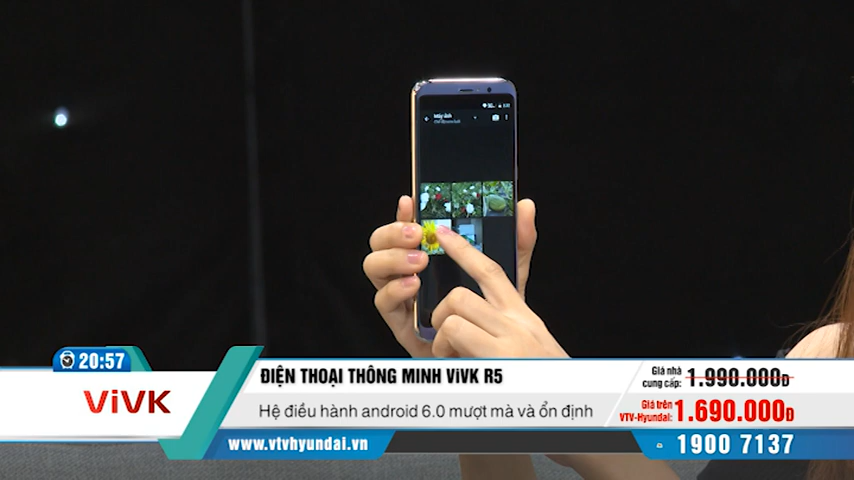 Máy ảnh
20:57
ViVK
ĐIỆN THOẠI THÔNG MINH ViVK R5
Hệ điều hành android 6.0 mượt mà và ổn định
Giá nhà
cung cấp:
1.990.000Đ
Giá trên
VTV-Hyundai:
1.690.000Đ
www.vtvhyundai.vn
1900 7137